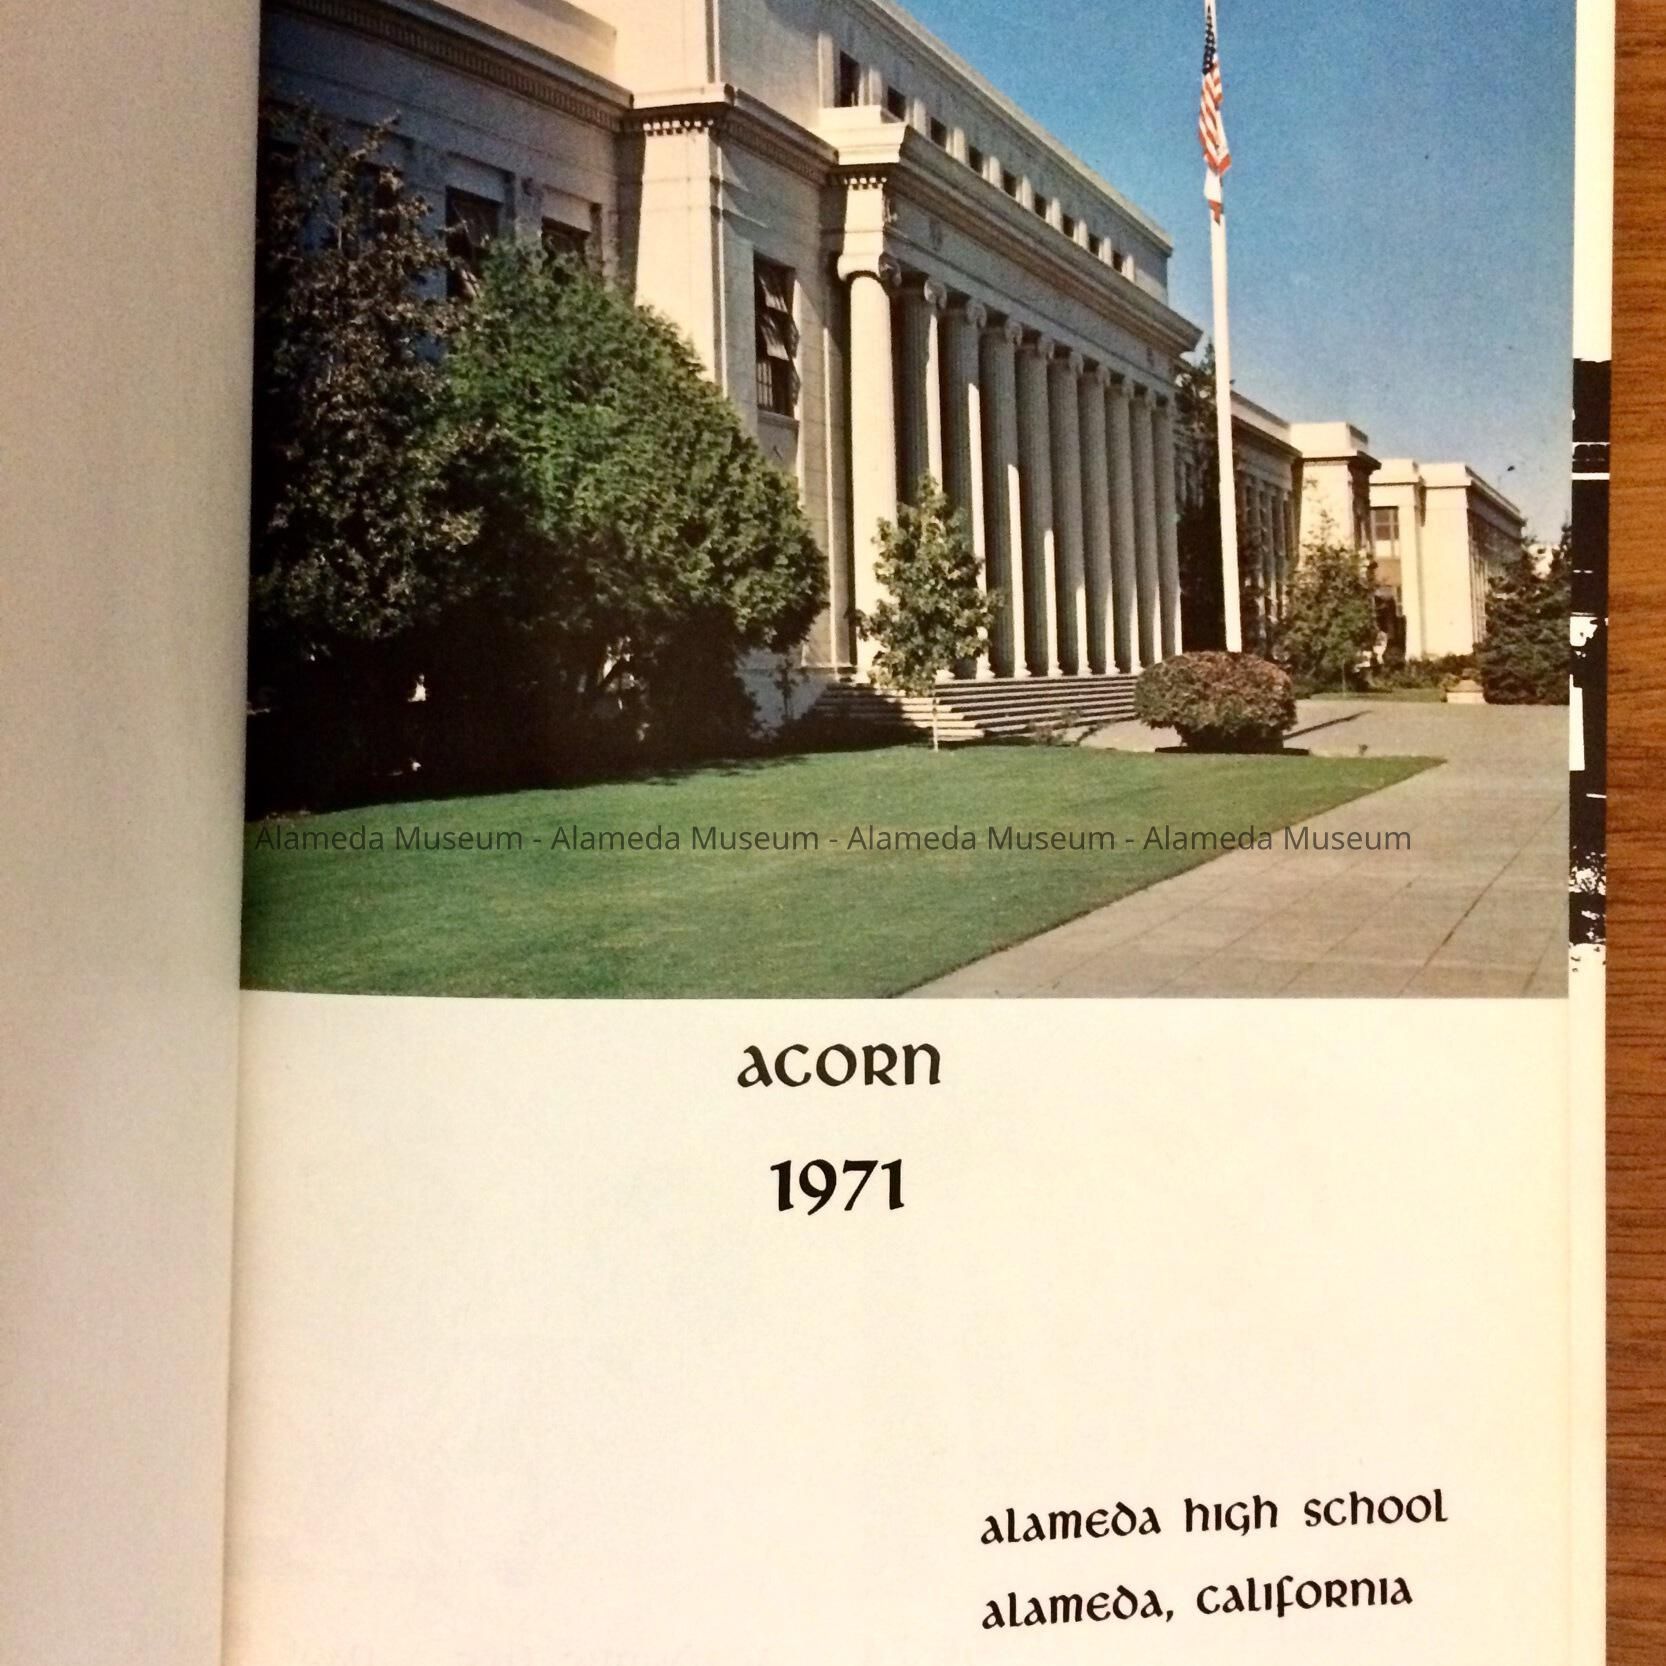 Alameda Museum - Alameda Museum - Alameda Museum - Alameda Museum
ACORN
1971
alameda high school
alameda, california